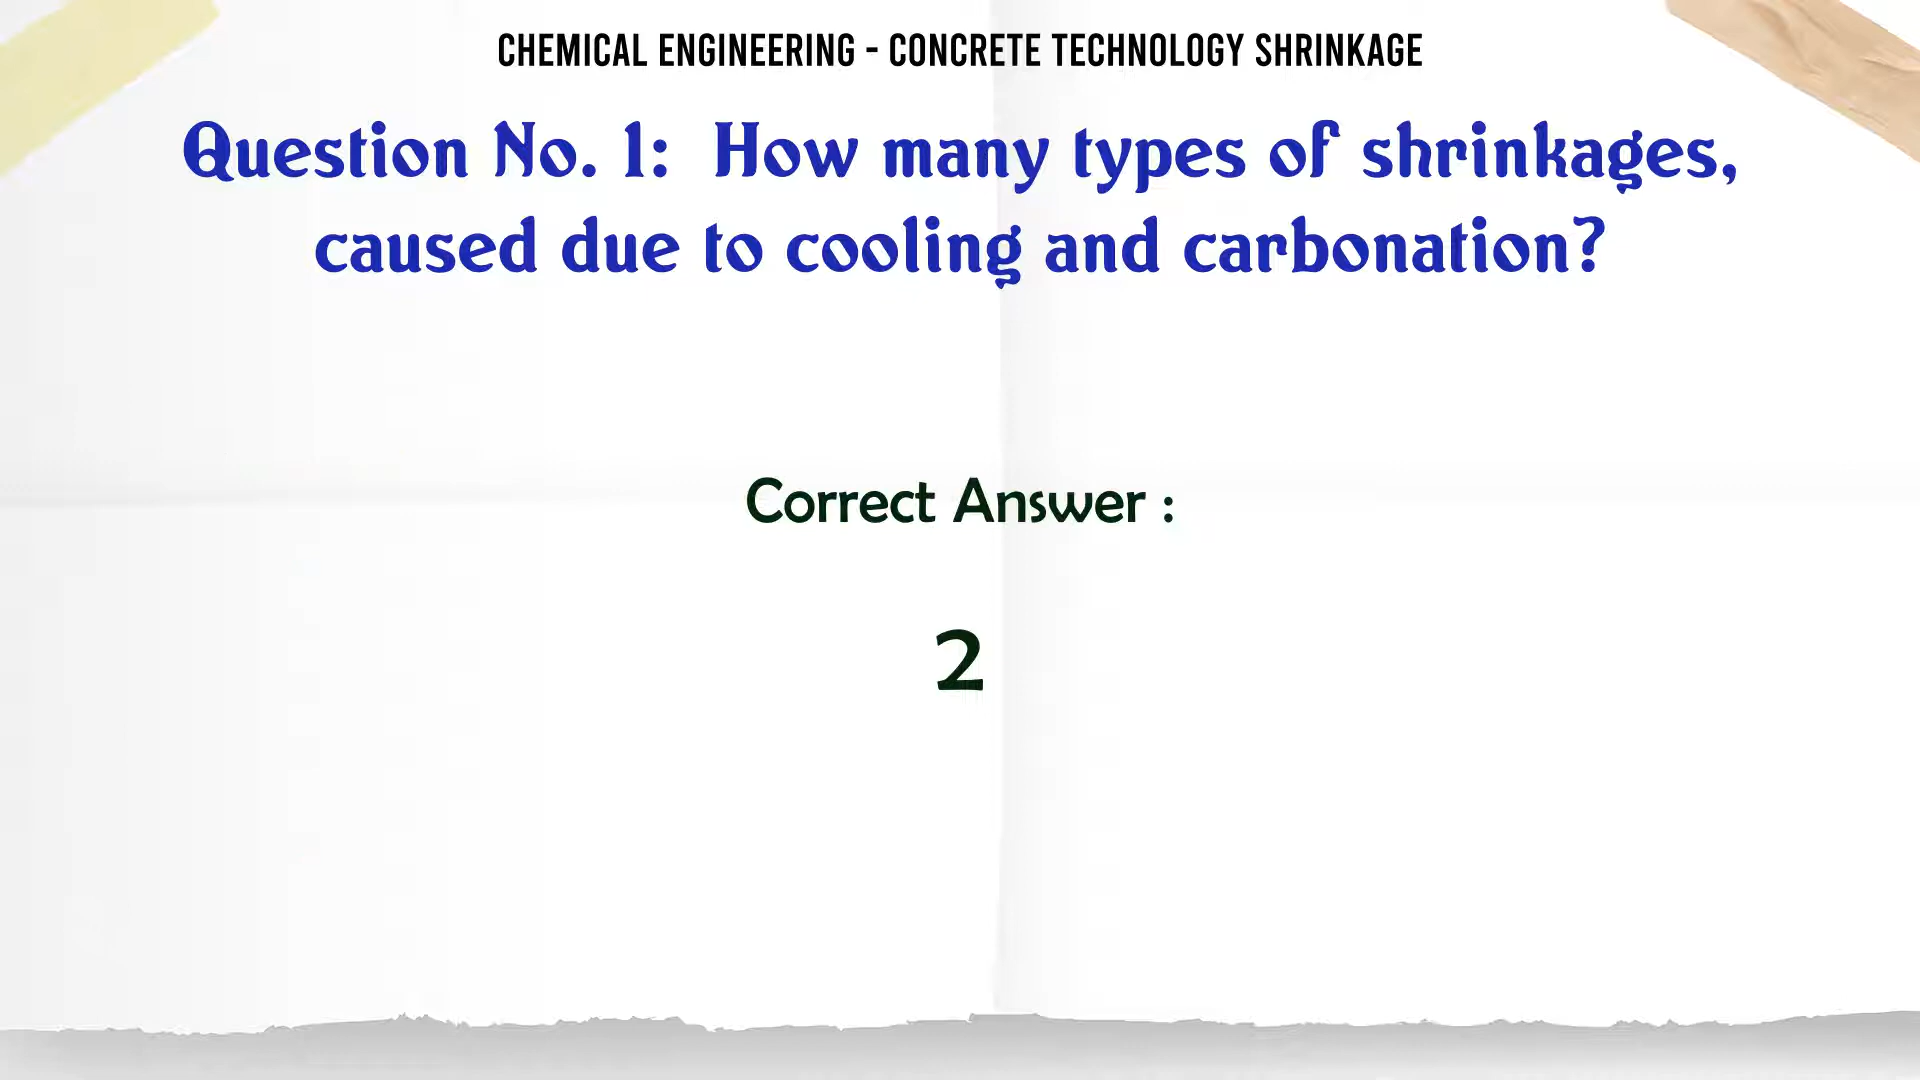 CHEMICAL ENGINEERING - CONCRETE TECHNOLOGY SHRINKAGE
Question No. 1: How many types of shrinkages,
caused due to cooling and carbonation?
Correct Answer :
2